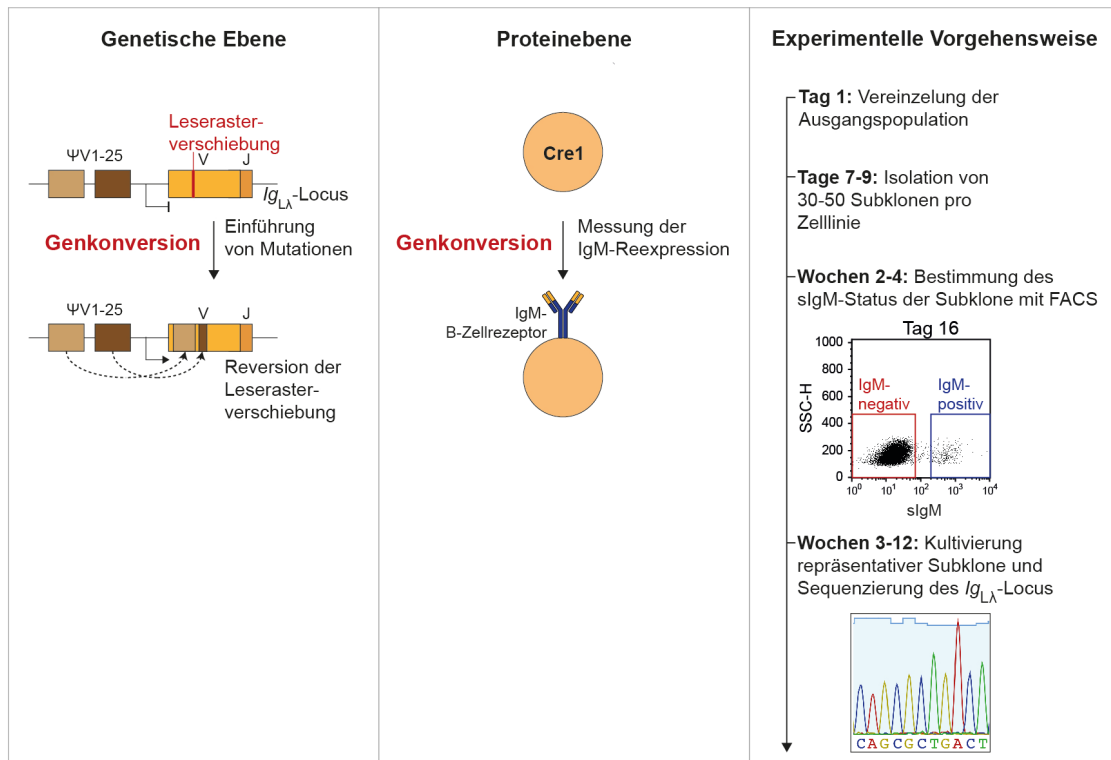 Genetische Ebene
Leseraster-
verschiebung
ΨV1-25
V
J
IgLλ-Locus
Genkonversion
Einführung
von Mutationen
ΨV1-25
V
J
Reversion der
Leseraster-
verschiebung
Proteinebene
Cre1
Genkonversion
Messung der
IgM-Reexpression
IgM-
B-Zellrezeptor
Experimentelle Vorgehensweise
Tag 1: Vereinzelung der
Ausgangspopulation
Tage 7-9: Isolation von
30-50 Subklonen pro
Zelllinie
Wochen 2-4: Bestimmung des
sIgM-Status der Subklone mit FACS
Tag 16
1000
800
600
400
200
0
SSC-H
IgM-
negativ
IgM-
positiv
10⁰ 10¹ 10² 10³ 10⁴
sIgM
Wochen 3-12: Kultivierung
repräsentativer Subklone und
Sequenzierung des IgLλ-Locus
CAGCGCTGACT